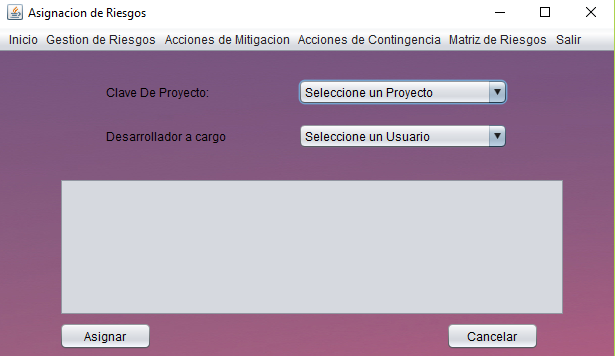 Asignacion de Riesgos
Inicio Gestion de Riesgos Acciones de Mitigacion Acciones de Contingencia Matriz de Riesgos Salir
Clave De Proyecto: Seleccione un Proyecto
Desarrollador a cargo Seleccione un Usuario
Asignar Cancelar